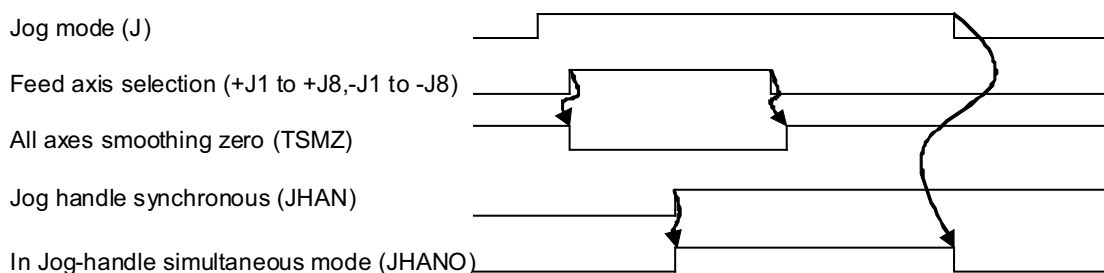 Jog mode (J)
Feed axis selection (+J1 to +J8,-J1 to -J8)
All axes smoothing zero (TSMZ)
Jog handle synchronous (JHAN)
In Jog-handle simultaneous mode (JHANO)